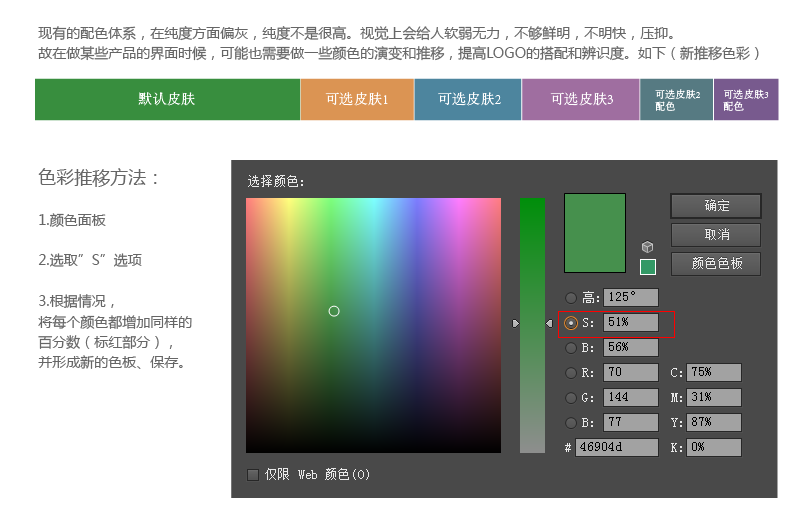 现有的配色体系，在纯度方面偏灰，纯度不是很高。视觉上会给人软弱无力，不够鲜明，不明快，压抑。
故在做某些产品的界面时候，可能也需要做一些颜色的演变和推移，提高LOGO的搭配和辨识度。如下（新推移色彩）
默认皮肤 可选皮肤1 可选皮肤2 可选皮肤3 可选皮肤2 可选皮肤3
配色 配色
色彩推移方法：
1.颜色面板
2.选取”S”选项
3.根据情况，
将每个颜色都增加同样的
百分数（标红部分），
并形成新的色板、保存。
选择颜色:
确定
取消
颜色色板
高: 125°
S: 51%
B: 56%
R: 70 C: 75%
G: 144 M: 31%
B: 77 Y: 87%
# 46904d K: 0%
仅限 Web 颜色(O)